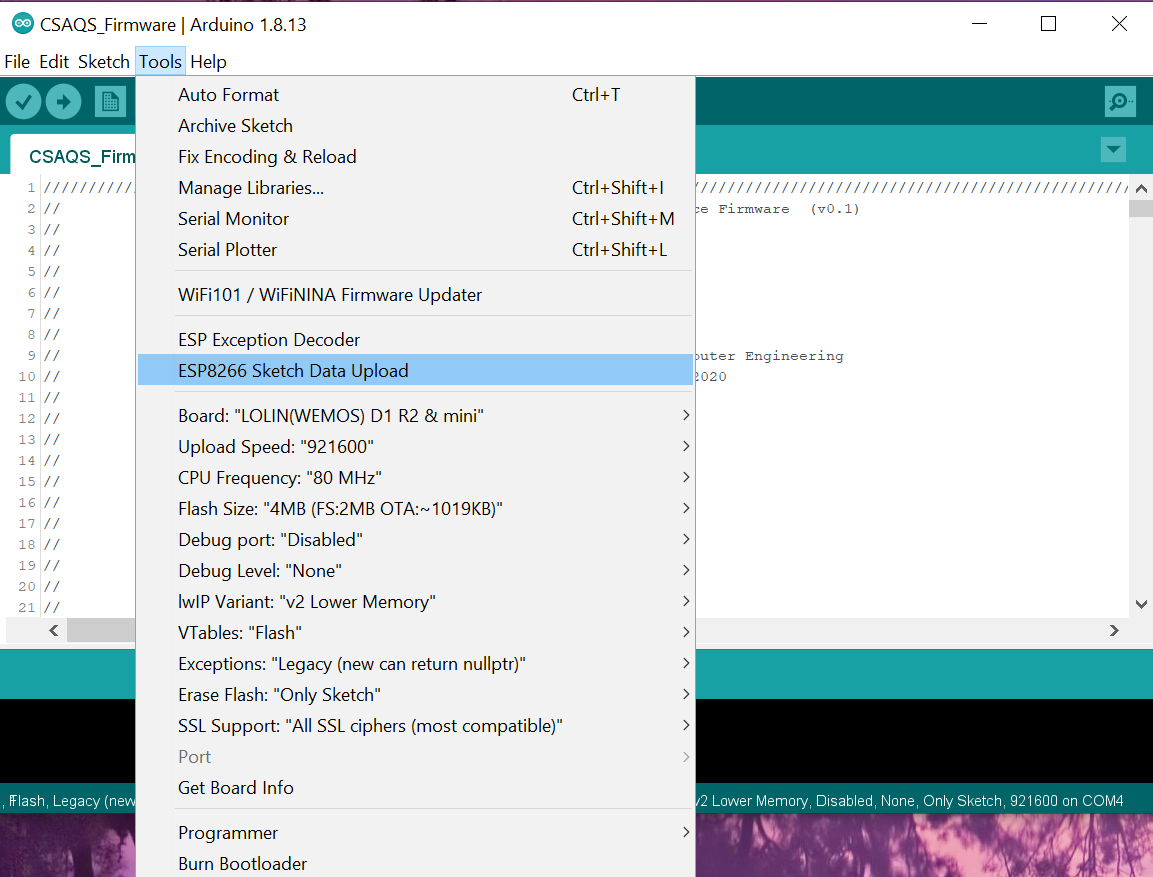 CSAQS_Firmware | Arduino 1.8.13
File Edit Sketch Tools Help
Auto Format Ctrl+T
Archive Sketch
Fix Encoding & Reload
Manage Libraries... Ctrl+Shift+I
Serial Monitor Ctrl+Shift+M
Serial Plotter Ctrl+Shift+L
WiFi101 / WiFiNINA Firmware Updater
ESP Exception Decoder
ESP8266 Sketch Data Upload
Board: "LOLIN(WEMOS) D1 R2 & mini"
Upload Speed: "921600"
CPU Frequency: "80 MHz"
Flash Size: "4MB (FS:2MB OTA:~1019KB)"
Debug port: "Disabled"
Debug Level: "None"
lwIP Variant: "v2 Lower Memory"
VTables: "Flash"
Exceptions: "Legacy (new can return nullptr)"
Erase Flash: "Only Sketch"
SSL Support: "All SSL ciphers (most compatible)"
Port
Get Board Info
Programmer
Burn Bootloader
CSAQS_Firm
1 ////////// //////////////////////////////////////////////////
2 // ce Firmware (v0.1)
3 //
4 //
5 //
6 //
7 //
8 //
9 // outer Engineering
10 // 2020
11 //
12 //
13 //
14 //
15 //
16 //
17 //
18 //
19 //
20 //
21 //
, Flash, Legacy (new v2 Lower Memory, Disabled, None, Only Sketch, 921600 on COM4